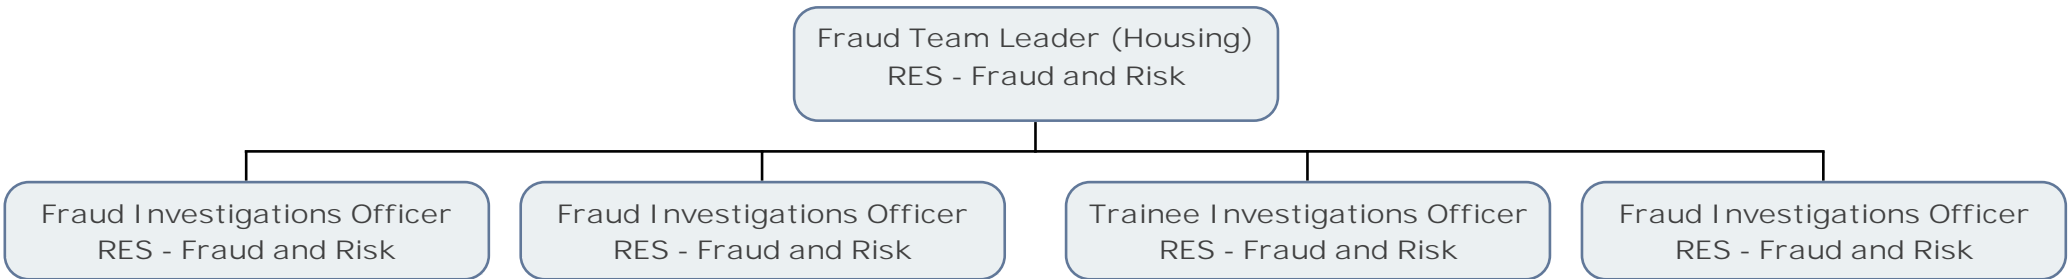 Fraud Team Leader (Housing)
RES - Fraud and Risk
Fraud Investigations Officer
RES - Fraud and Risk
Fraud Investigations Officer
RES - Fraud and Risk
Trainee Investigations Officer
RES - Fraud and Risk
Fraud Investigations Officer
RES - Fraud and Risk